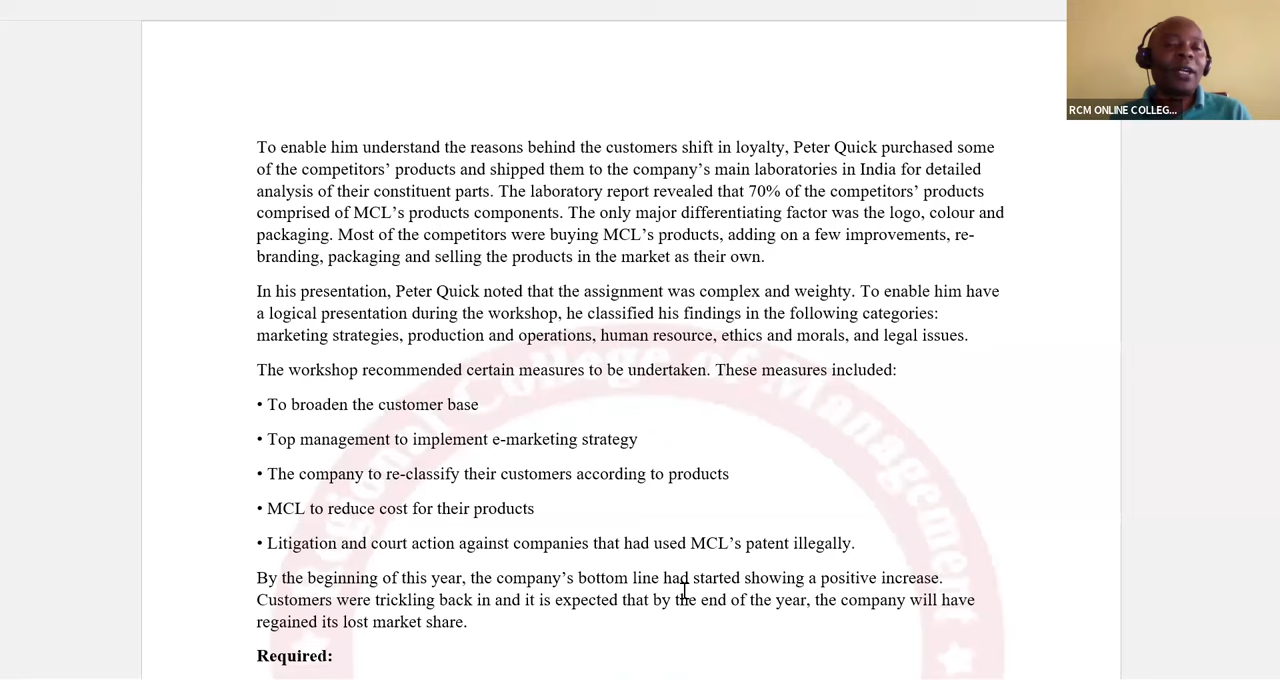 RCM ONLINE COLLEG...
To enable him understand the reasons behind the customers shift in loyalty, Peter Quick purchased some
of the competitors’ products and shipped them to the company’s main laboratories in India for detailed
analysis of their constituent parts. The laboratory report revealed that 70% of the competitors’ products
comprised of MCL’s products components. The only major differentiating factor was the logo, colour and
packaging. Most of the competitors were buying MCL’s products, adding on a few improvements, re-
branding, packaging and selling the products in the market as their own.
In his presentation, Peter Quick noted that the assignment was complex and weighty. To enable him have
a logical presentation during the workshop, he classified his findings in the following categories:
marketing strategies, production and operations, human resource, ethics and morals, and legal issues.
The workshop recommended certain measures to be undertaken. These measures included:
• To broaden the customer base
• Top management to implement e-marketing strategy
• The company to re-classify their customers according to products
• MCL to reduce cost for their products
• Litigation and court action against companies that had used MCL’s patent illegally.
By the beginning of this year, the company’s bottom line had started showing a positive increase.
Customers were trickling back in and it is expected that by the end of the year, the company will have
regained its lost market share.
Required:
College of Management